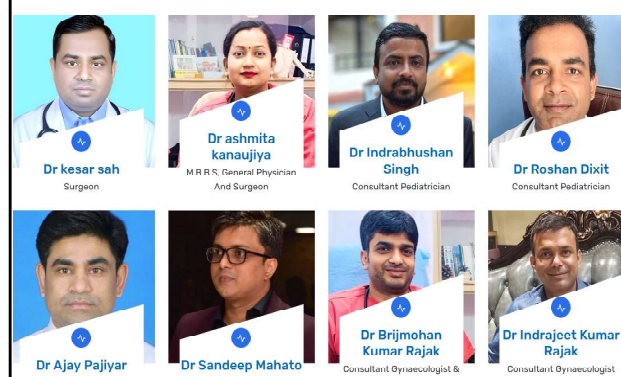 Dr kesar sah
Surgeon
Dr ashmita
kanaujiya
M.B.B.S, General Physician
And Surgeon
Dr Indrabhushan
Singh
Consultant Pediatrician
Dr Roshan Dixit
Consultant Pediatrician
Dr Ajay Pajiyar
Dr Sandeep Mahato
Dr Brijmohan
Kumar Rajak
Consultant Gynaecologist &
Dr Indrajeet Kumar
Rajak
Consultant Gynaecologist